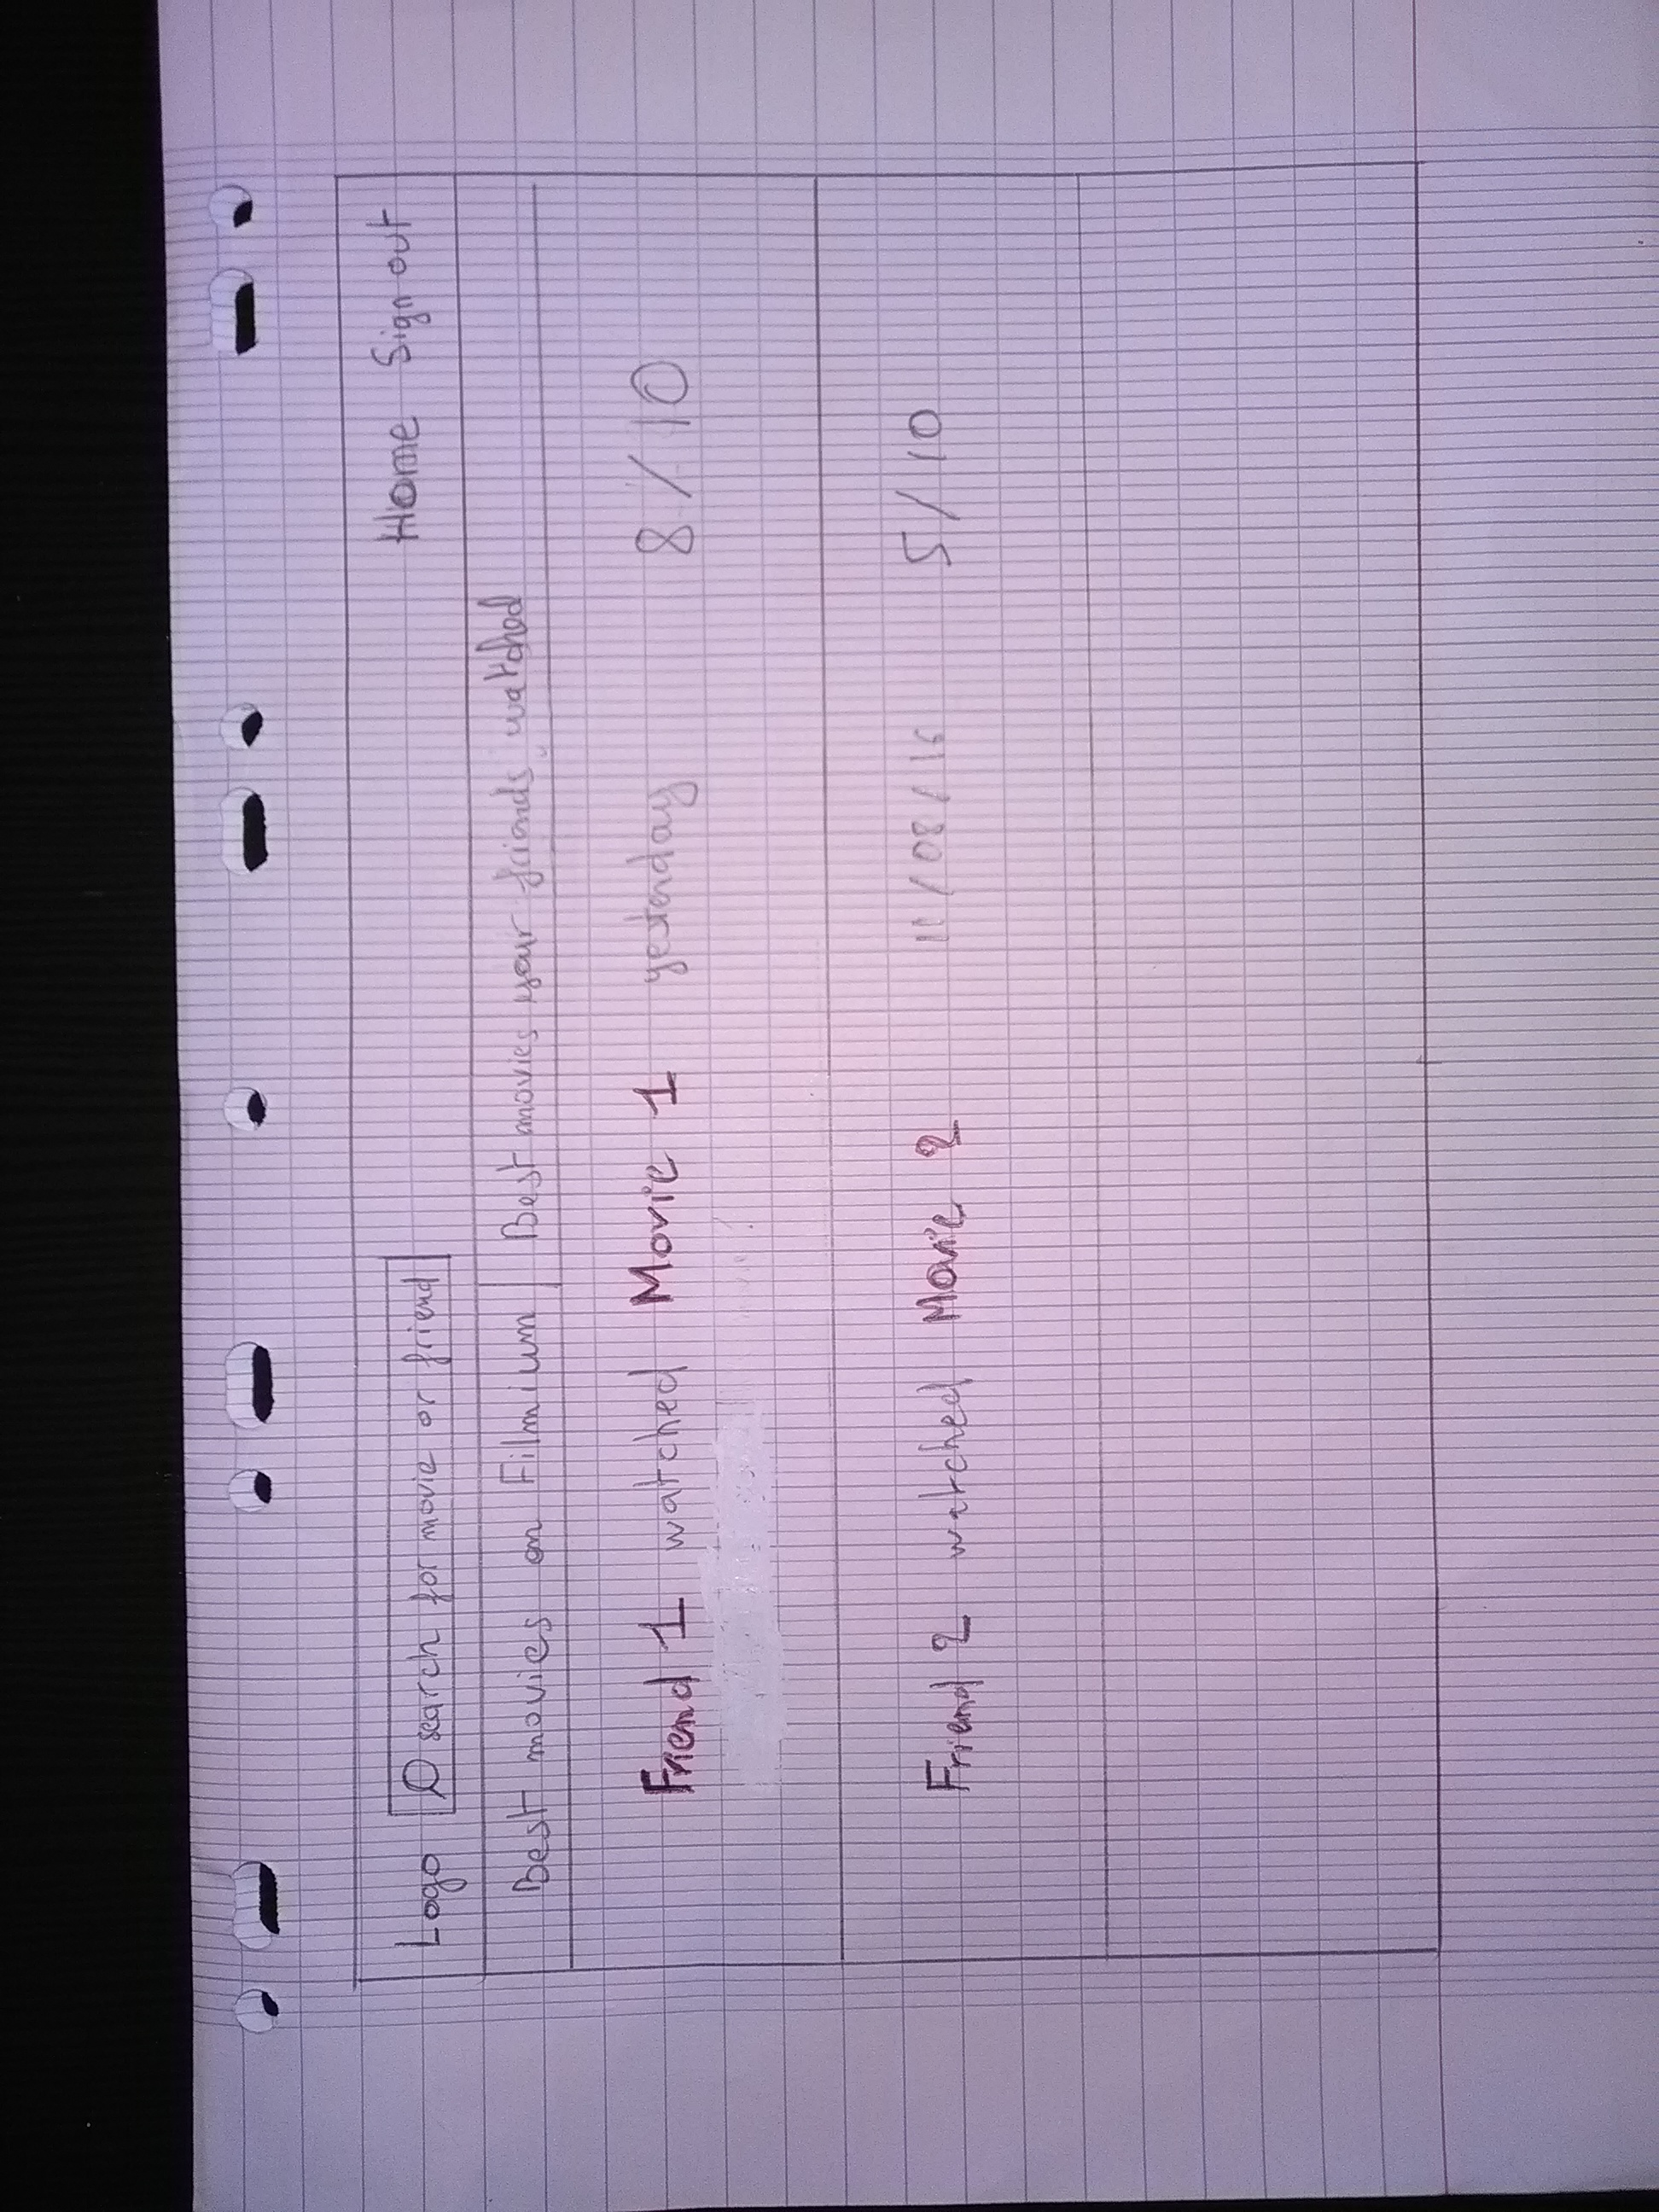 Logo search for movie or friend Home Sign out
Best movies on Filmium Best movies your friends watched
Friend 1 watched Movie 1 yesterday 8/10
Friend 2 watched Movie 2 11/08/16 5/10